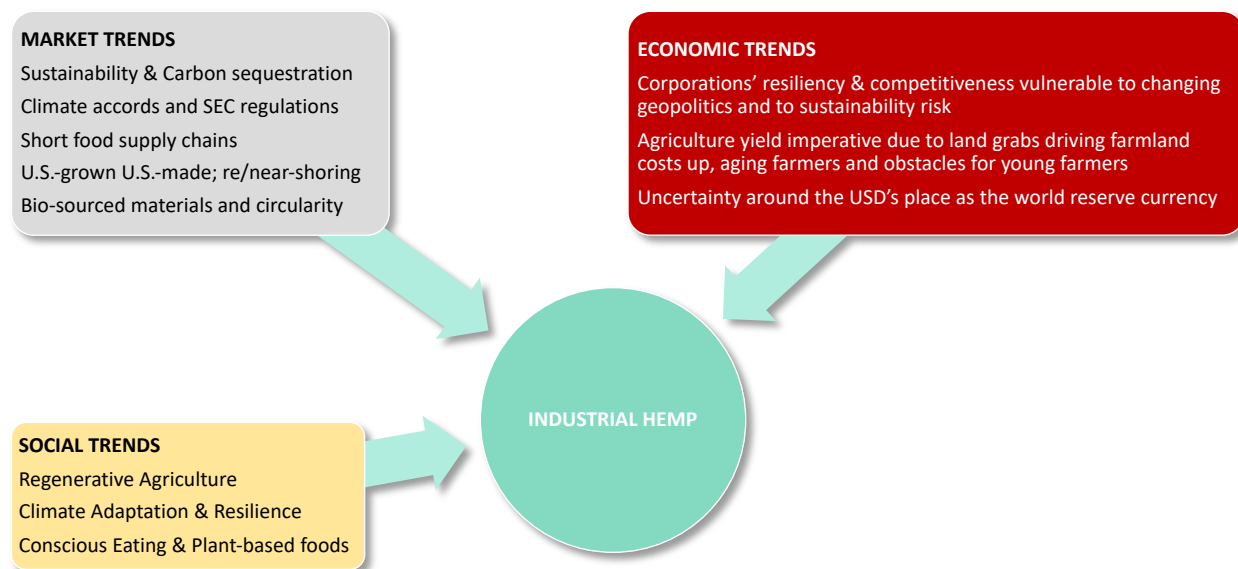 MARKET TRENDS
Sustainability & Carbon sequestration
Climate accords and SEC regulations
Short food supply chains
U.S.-grown U.S.-made; re/near-shoring
Bio-sourced materials and circularity
ECONOMIC TRENDS
Corporations’ resiliency & competitiveness vulnerable to changing
geopolitics and to sustainability risk
Agriculture yield imperative due to land grabs driving farmland
costs up, aging farmers and obstacles for young farmers
Uncertainty around the USD’s place as the world reserve currency
INDUSTRIAL HEMP
SOCIAL TRENDS
Regenerative Agriculture
Climate Adaptation & Resilience
Conscious Eating & Plant-based foods